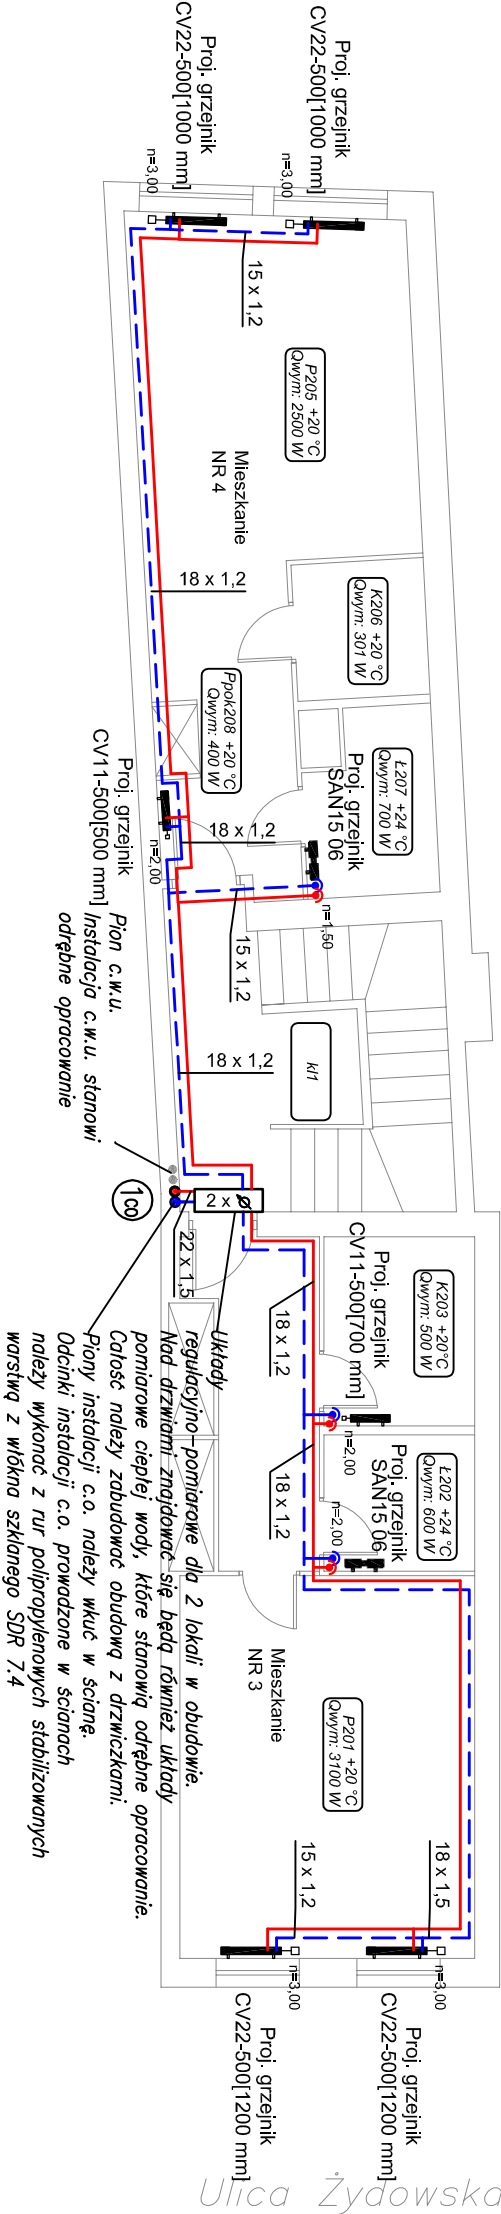 Proj. grzejnik
CV22-500[1000 mm]
n=3,00
Proj. grzejnik
CV22-500[1000 mm]
n=3,00
15 x 1,2
P205 +20 °C
Qwym: 2500 W
Mieszkanie
NR 4
18 x 1,2
K206 +20 °C
Qwym: 301 W
Ppok208 +20 °C
Qwym: 400 W
Ł207 +24 °C
Qwym: 700 W
Proj. grzejnik
SAN15 06
n=1,50
Proj. grzejnik
CV11-500[500 mm]
n=2,00
18 x 1,2
15 x 1,2
18 x 1,2
kl1
Pion c.w.u.
Instalacja c.w.u. stanowi
odrębne opracowanie
1co
2 x Ø
22 x 1,5
K203 +20°C
Qwym: 500 W
Proj. grzejnik
CV11-500[700 mm]
n=2,00
18 x 1,2
Ł202 +24 °C
Qwym: 600 W
Proj. grzejnik
SAN15 06
n=2,00
18 x 1,2
Układy
regulacyjno-pomiarowe dla 2 lokali w obudowie.
Nad drzwiami znajdować się będą również układy
pomiarowe ciepłej wody, które stanowią odrębne opracowanie.
Całość należy zabudować obudową z drzwiczkami.
Piony instalacji c.o. należy wkuć w ścianę.
Odcinki instalacji c.o. prowadzone w ścianach
należy wykonać z rur polipropylenowych stabilizowanych
warstwą z włókna szklanego SDR 7.4
Mieszkanie
NR 3
P201 +20 °C
Qwym: 3100 W
18 x 1,5
15 x 1,2
n=3,00
Proj. grzejnik
CV22-500[1200 mm]
n=3,00
Proj. grzejnik
CV22-500[1200 mm]
Ulica Żydowska